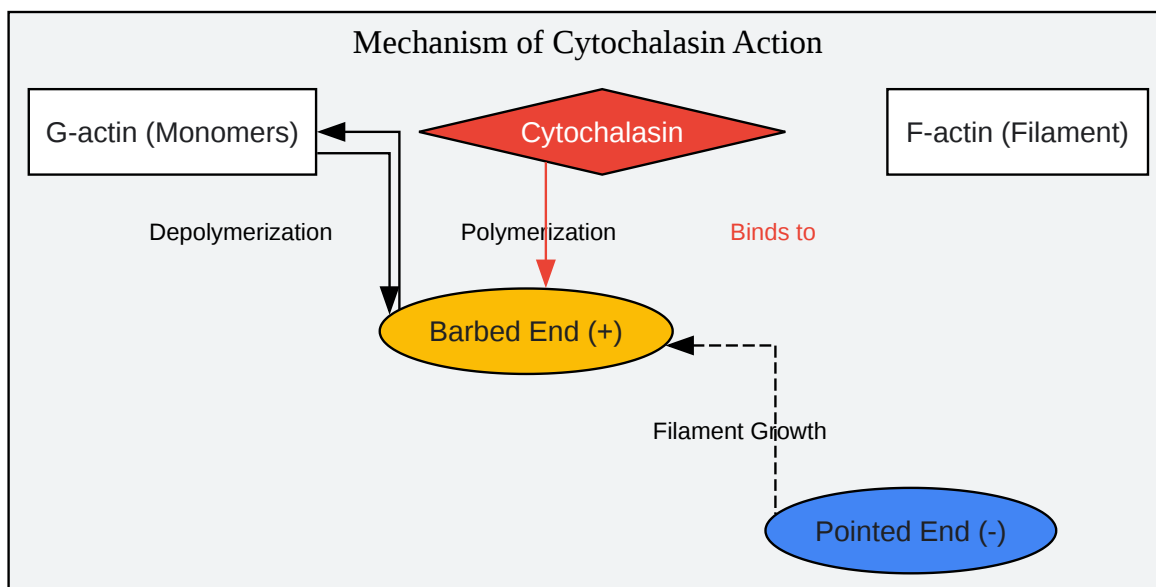 Mechanism of Cytochalasin Action
G-actin (Monomers)
Cytochalasin
F-actin (Filament)
Depolymerization
Polymerization
Binds to
Barbed End (+)
Filament Growth
Pointed End (-)